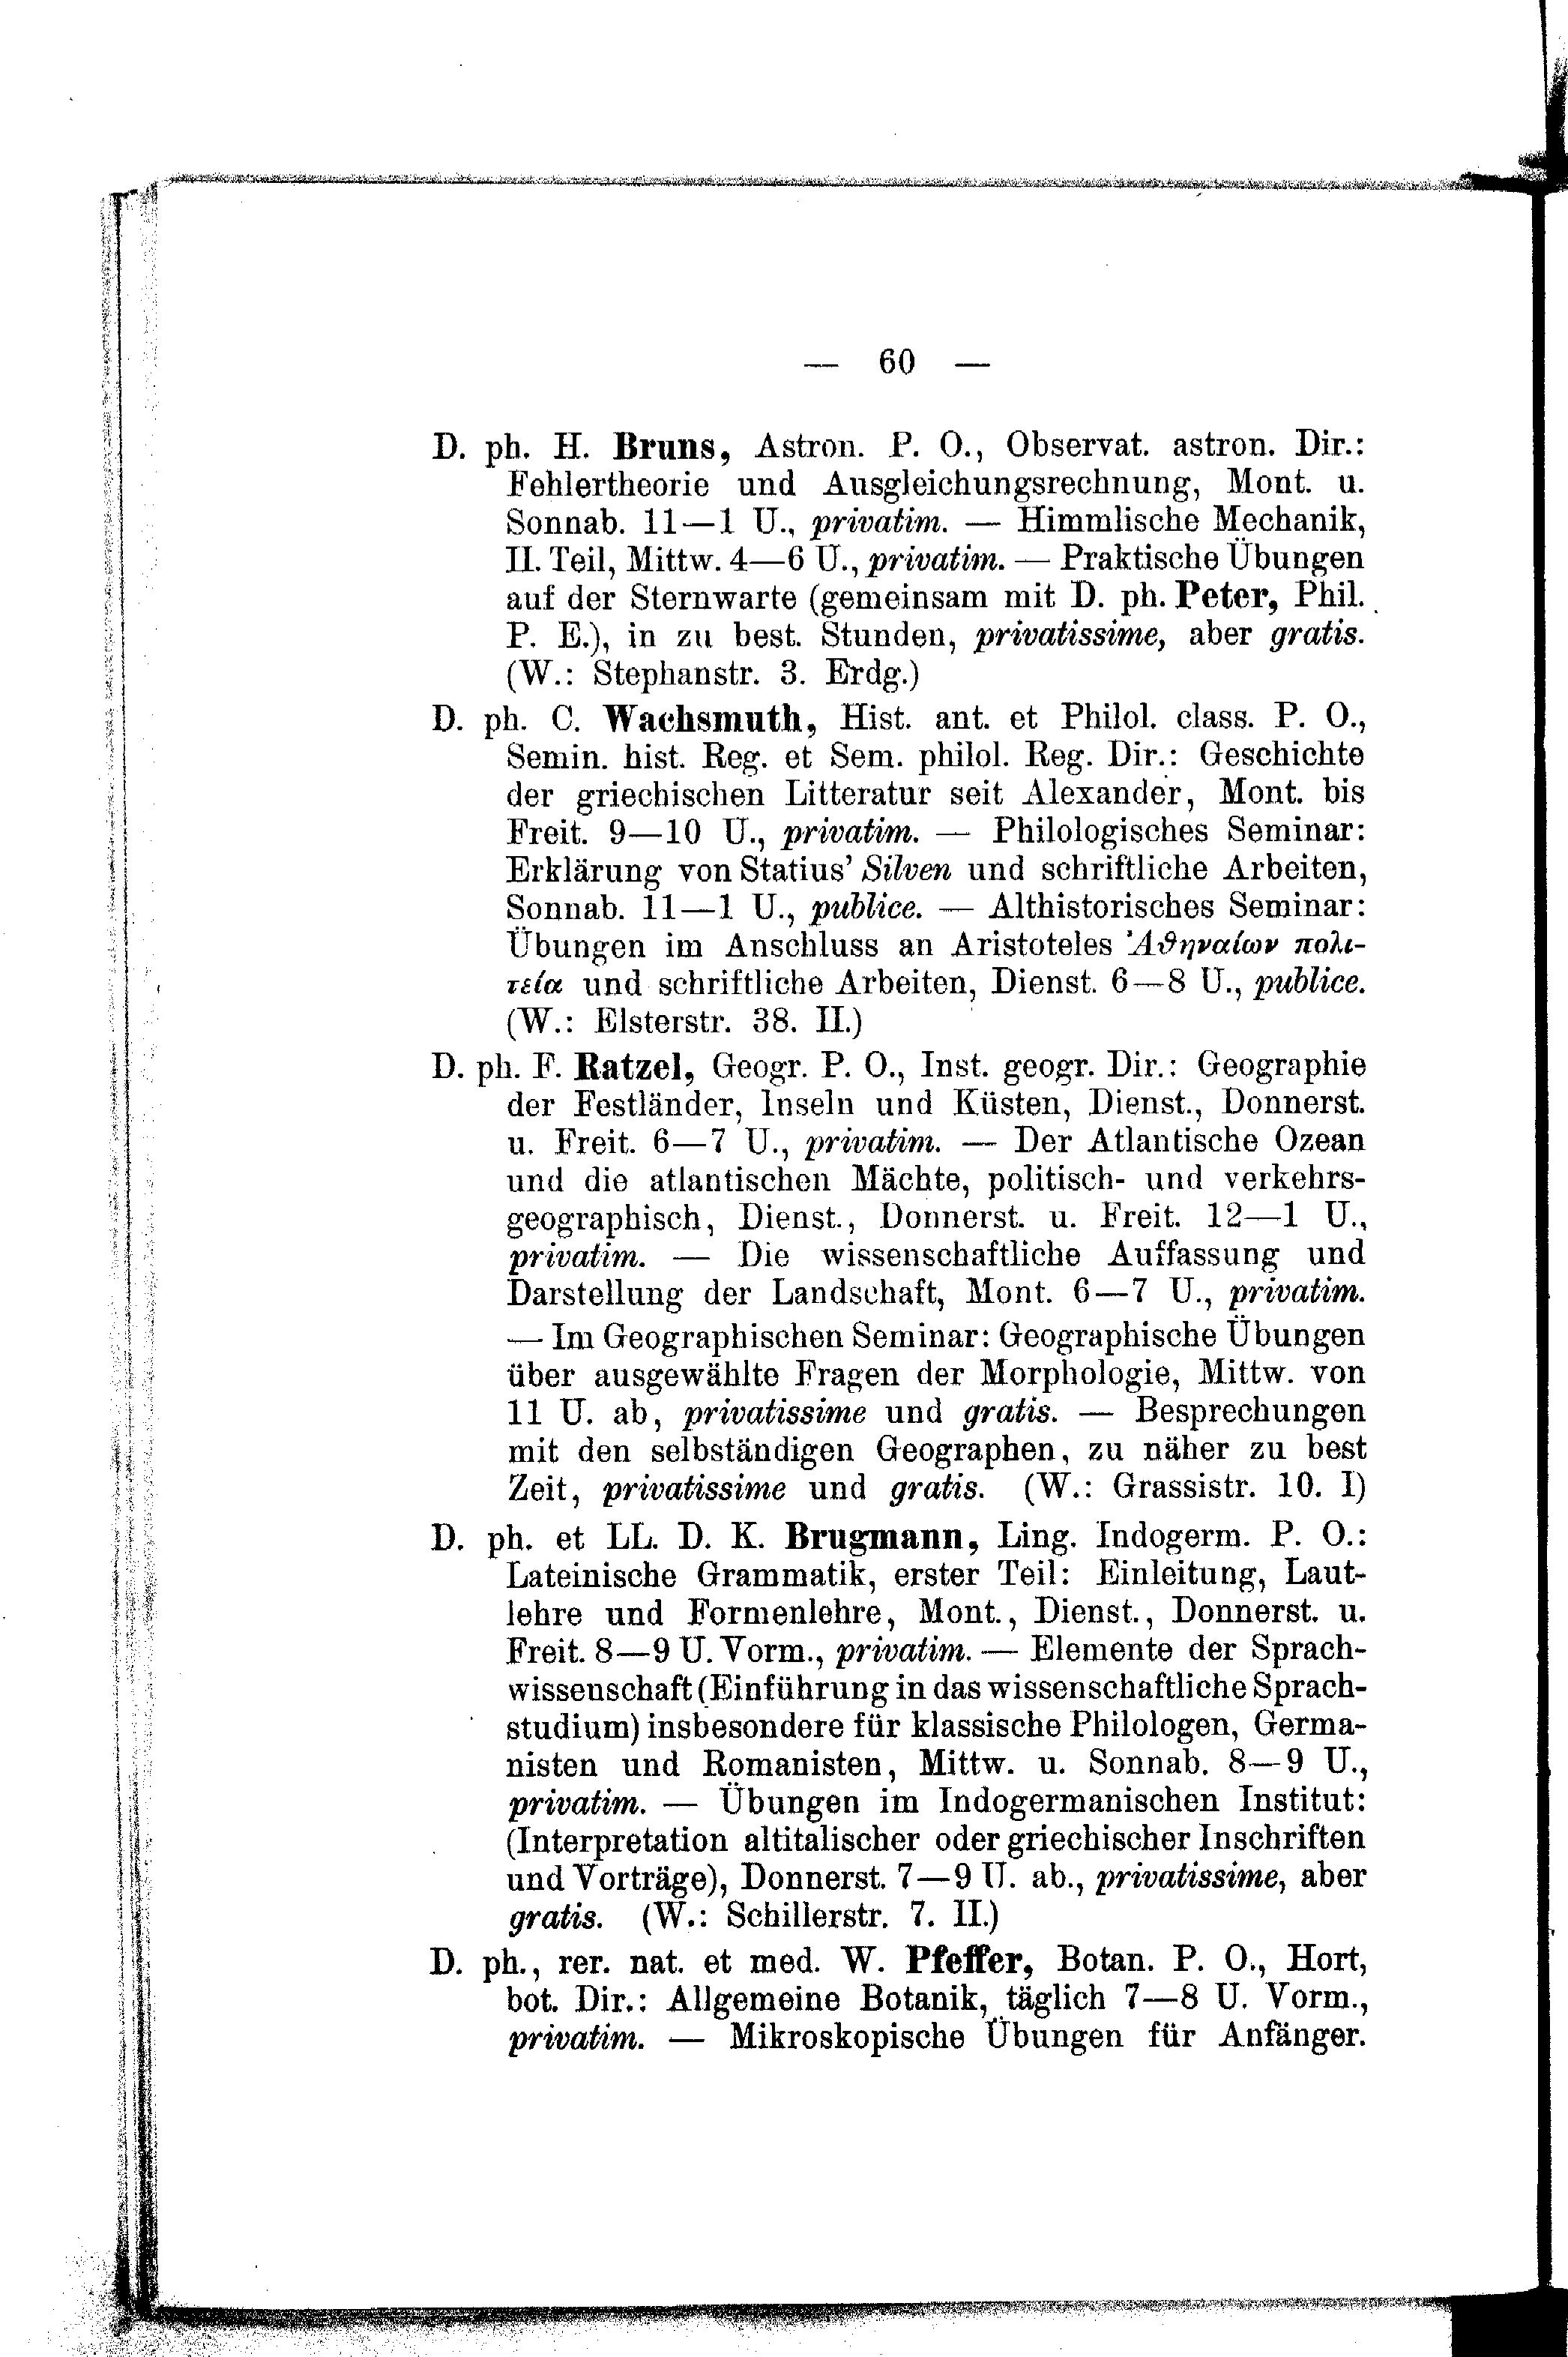 — 60 —
D. ph. H. Bruns, Astron. P. O., Observat. astron. Dir.:
Fehlertheorie und Ausgleichungsrechnung, Mont. u.
Sonnab. 11—1 U., privatim. — Himmlische Mechanik,
II. Teil, Mittw. 4—6 U., privatim. — Praktische Übungen
auf der Sternwarte (gemeinsam mit D. ph. Peter, Phil.
P. E.), in zu best. Stunden, privatissime, aber gratis.
(W.: Stephanstr. 3. Erdg.)
D. ph. C. Wachsmuth, Hist. ant. et Philol. class. P. O.,
Semin. hist. Reg. et Sem. philol. Reg. Dir.: Geschichte
der griechischen Litteratur seit Alexander, Mont. bis
Freit. 9—10 U., privatim. — Philologisches Seminar:
Erklärung von Statius’ Silven und schriftliche Arbeiten,
Sonnab. 11—1 U., publice. — Althistorisches Seminar:
Übungen im Anschluss an Aristoteles Ἀθηναίων πολι-
τεία und schriftliche Arbeiten, Dienst. 6—8 U., publice.
(W.: Elsterstr. 38. II.)
D. ph. F. Ratzel, Geogr. P. O., Inst. geogr. Dir.: Geographie
der Festländer, Inseln und Küsten, Dienst., Donnerst.
u. Freit. 6—7 U., privatim. — Der Atlantische Ozean
und die atlantischen Mächte, politisch- und verkehrs-
geographisch, Dienst., Donnerst. u. Freit. 12—1 U.,
privatim. — Die wissenschaftliche Auffassung und
Darstellung der Landschaft, Mont. 6—7 U., privatim.
— Im Geographischen Seminar: Geographische Übungen
über ausgewählte Fragen der Morphologie, Mittw. von
11 U. ab, privatissime und gratis. — Besprechungen
mit den selbständigen Geographen, zu näher zu best
Zeit, privatissime und gratis. (W.: Grassistr. 10. I)
D. ph. et LL. D. K. Brugmann, Ling. Indogerm. P. O.:
Lateinische Grammatik, erster Teil: Einleitung, Laut-
lehre und Formenlehre, Mont., Dienst., Donnerst. u.
Freit. 8—9 U. Vorm., privatim. — Elemente der Sprach-
wissenschaft (Einführung in das wissenschaftliche Sprach-
studium) insbesondere für klassische Philologen, Germa-
nisten und Romanisten, Mittw. u. Sonnab. 8—9 U.,
privatim. — Übungen im Indogermanischen Institut:
(Interpretation altitalischer oder griechischer Inschriften
und Vorträge), Donnerst. 7—9 U. ab., privatissime, aber
gratis. (W.: Schillerstr. 7. II.)
D. ph., rer. nat. et med. W. Pfeffer, Botan. P. O., Hort,
bot. Dir.: Allgemeine Botanik, täglich 7—8 U. Vorm.,
privatim. — Mikroskopische Übungen für Anfänger.